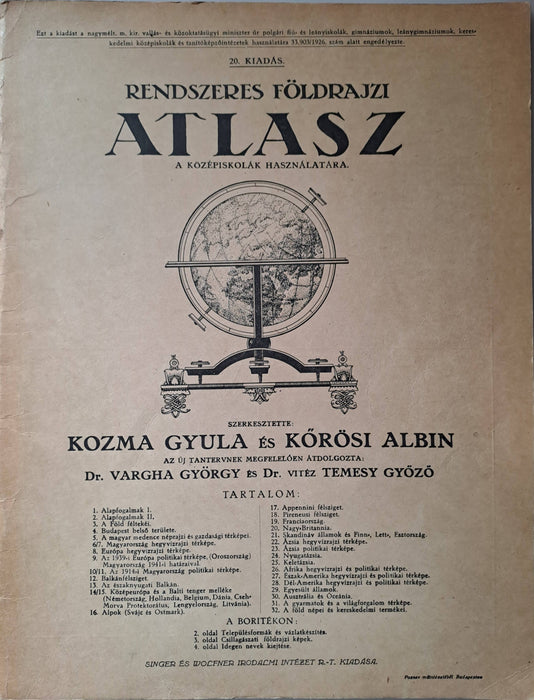 Ezt a kiadást a nagymélt. m. kir. vallás- és közoktatásügyi miniszter úr polgári fiú- és leányiskolák, gimnáziumok, leánygimnáziumok, keres-
kedelmi középiskolák és tanítóképzőintézetek használatára 33.903/1926. szám alatt engedélyezte.
20. KIADÁS.
RENDSZERES FÖLDRAJZI
ATLASZ
A KÖZÉPISKOLÁK HASZNÁLATÁRA.
SZERKESZTETTE:
KOZMA GYULA ÉS KŐRÖSI ALBIN
AZ ÚJ TANTERVNEK MEGFELELŐEN ÁTDOLGOZTA:
Dr. VARGHA GYÖRGY ÉS Dr. VITÉZ TEMESY GYŐZŐ
TARTALOM:
1. Alapfogalmak I.
2. Alapfogalmak II.
3. A Föld féltekéi.
4. Budapest belső területe.
5. A magyar medence néprajzi és gazdasági térképei.
6/7. Magyarország hegyvízrajzi térképe.
8. Európa hegyvízrajzi térképe.
9. Az 1939-i Európa politikai térképe. (Oroszország)
Magyarország 1941-i határaival.
10/11. Az 1914-i Magyarország politikai térképe.
12. Balkánfélsziget.
13. Az északnyugati Balkán.
14/15. Középeurópa és a Balti tenger melléke
(Németország, Hollandia, Belgium, Dánia, Cseh-
Morva Protektorátus, Lengyelország, Litvánia).
16. Alpok (Svájc és Ostmark).
17. Appennini félsziget.
18. Pireneusi félsziget.
19. Franciaország.
20. Nagy-Britannia.
21. Skandináv államok és Finn-, Lett-, Észtország.
22. Ázsia hegyvízrajzi térképe.
23. Ázsia politikai térképe.
24. Nyugatázsia.
25. Keletázsia.
26. Afrika hegyvízrajzi és politikai térképe.
27. Észak-Amerika hegyvízrajzi és politikai térképe.
28. Dél-Amerika hegyvízrajzi és politikai térképe.
29. Egyesült államok.
30. Ausztrália és Oceánia.
31. A gyarmatok és a világforgalom térképe.
32. A föld népei és kereskedelmi termékei.
A BORÍTÉKON:
2. oldal Településformák és vázlatkészítés.
3. oldal Csillagászati földrajzi képek.
4. oldal Idegen nevek kiejtése.
SINGER ÉS WOLFNER IRODALMI INTÉZET R.-T. KIADÁSA.
Posner műintézetéből Budapesten